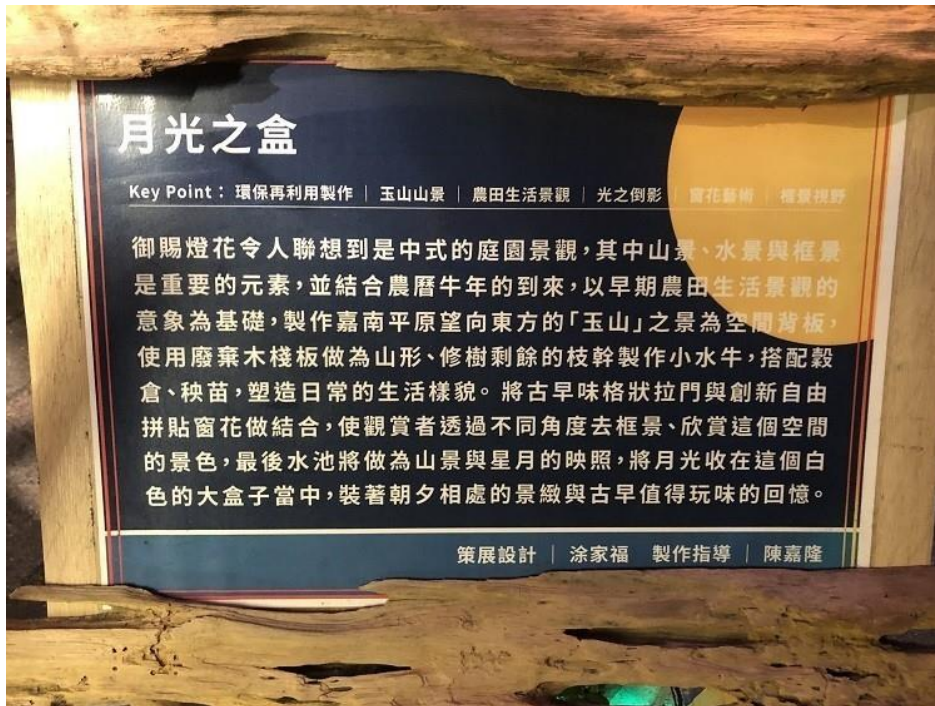 月光之盒
Key Point： 環保再利用製作｜玉山山景｜農田生活景觀｜光之倒影｜窗花藝術｜框景視野
御賜燈花令人聯想到是中式的庭園景觀，其中山景、水景與框景
是重要的元素，並結合農曆牛年的到來，以早期農田生活景觀的
意象為基礎，製作嘉南平原望向東方的「玉山」之景為空間背板，
使用廢棄木棧板做為山形、修樹剩餘的枝幹製作小水牛，搭配穀
倉、秧苗，塑造日常的生活樣貌。將古早味格狀拉門與創新自由
拼貼窗花做結合，使觀賞者透過不同角度去框景、欣賞這個空間
的景色，最後水池將做為山景與星月的映照，將月光收在這個白
色的大盒子當中，裝著朝夕相處的景緻與古早值得玩味的回憶。
策展設計｜涂家福 製作指導｜陳嘉隆